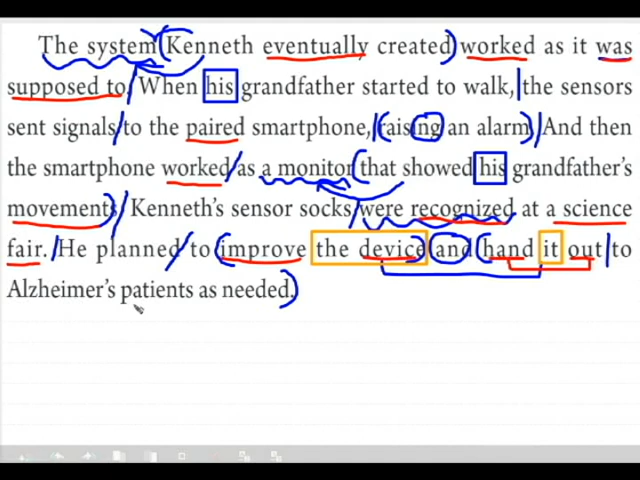 The system Kenneth eventually created worked as it was
supposed to. When his grandfather started to walk, the sensors
sent signals to the paired smartphone, raising an alarm. And then
the smartphone worked as a monitor that showed his grandfather's
movements. Kenneth's sensor socks were recognized at a science
fair. He planned to improve the device and hand it out to
Alzheimer's patients as needed.